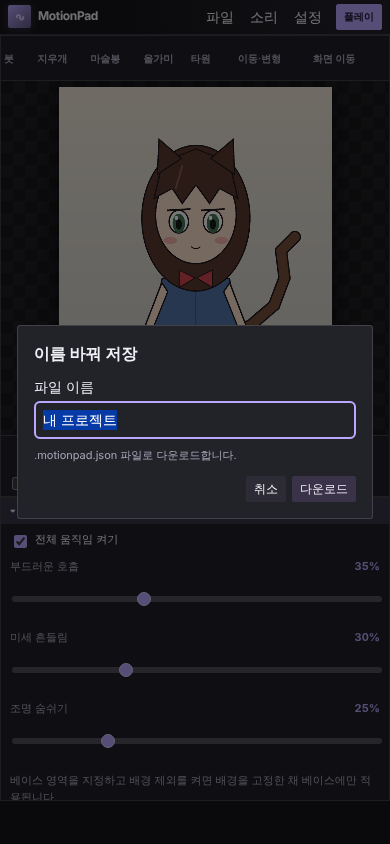 MotionPad
파일 소리 설정 플레이
붓 지우개 마술봉 올가미 타원 이동·변형 화면 이동
이름 바꿔 저장
파일 이름
내 프로젝트
.motionpad.json 파일로 다운로드합니다.
취소 다운로드
전체 움직임 켜기
부드러운 호흡 35%
미세 흔들림 30%
조명 숨쉬기 25%
베이스 영역을 지정하고 배경 제외를 켜면 배경을 고정한 채 베이스에만 적
용됩니다.